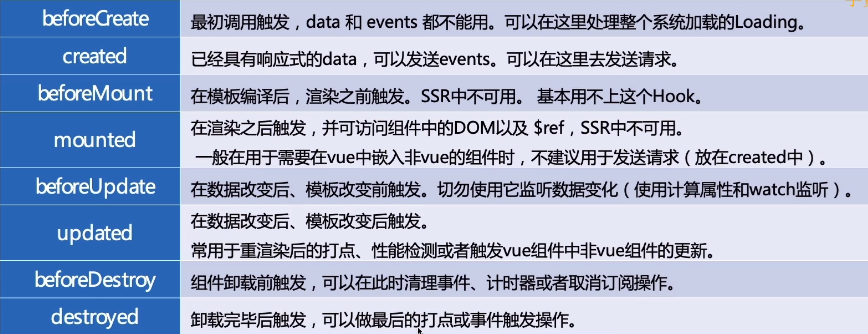 beforeCreate
最初调用触发，data 和 events 都不能用。可以在这里处理整个系统加载的Loading。
created
已经具有响应式的data，可以发送events。可以在这里去发送请求。
beforeMount
在模板编译后，渲染之前触发。SSR中不可用。 基本用不上这个Hook。
mounted
在渲染之后触发，并可访问组件中的DOM以及 $ref，SSR中不可用。
一般在用于需要在vue中嵌入非vue的组件时，不建议用于发送请求（放在created中）。
beforeUpdate
在数据改变后、模板改变前触发。切勿使用它监听数据变化（使用计算属性和watch监听）。
updated
在数据改变后、模板改变后触发。
常用于重渲染后的打点、性能检测或者触发vue组件中非vue组件的更新。
beforeDestroy
组件卸载前触发，可以在此时清理事件、计时器或者取消订阅操作。
destroyed
卸载完毕后触发，可以做最后的打点或事件触发操作。